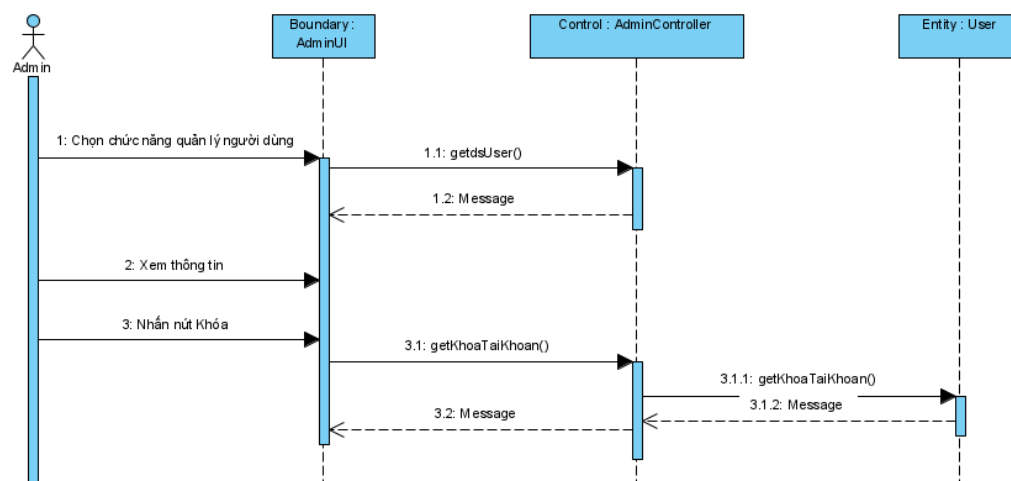 Boundary :
AdminUI
Control : AdminController
Entity : User
Admin
1: Chọn chức năng quản lý người dùng
1.1: getdsUser()
1.2: Message
2: Xem thông tin
3: Nhấn nút Khóa
3.1: getKhoaTaiKhoan()
3.1.1: getKhoaTaiKhoan()
3.1.2: Message
3.2: Message